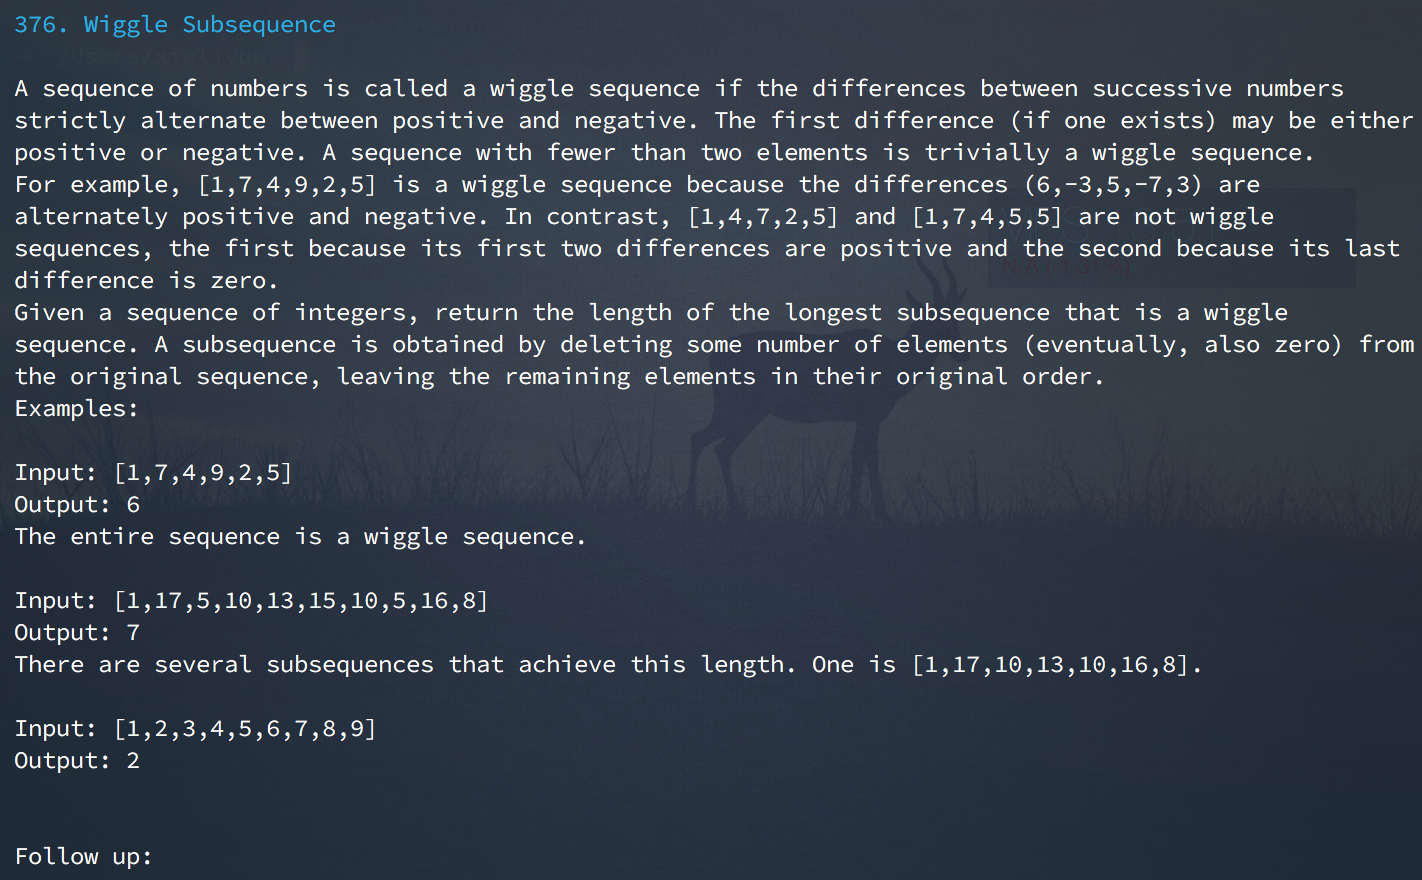 376. Wiggle Subsequence
A sequence of numbers is called a wiggle sequence if the differences between successive numbers
strictly alternate between positive and negative. The first difference (if one exists) may be either
positive or negative. A sequence with fewer than two elements is trivially a wiggle sequence.
For example, [1,7,4,9,2,5] is a wiggle sequence because the differences (6,-3,5,-7,3) are
alternately positive and negative. In contrast, [1,4,7,2,5] and [1,7,4,5,5] are not wiggle
sequences, the first because its first two differences are positive and the second because its last
difference is zero.
Given a sequence of integers, return the length of the longest subsequence that is a wiggle
sequence. A subsequence is obtained by deleting some number of elements (eventually, also zero) from
the original sequence, leaving the remaining elements in their original order.
Examples:
Input: [1,7,4,9,2,5]
Output: 6
The entire sequence is a wiggle sequence.
Input: [1,17,5,10,13,15,10,5,16,8]
Output: 7
There are several subsequences that achieve this length. One is [1,17,10,13,10,16,8].
Input: [1,2,3,4,5,6,7,8,9]
Output: 2
Follow up: